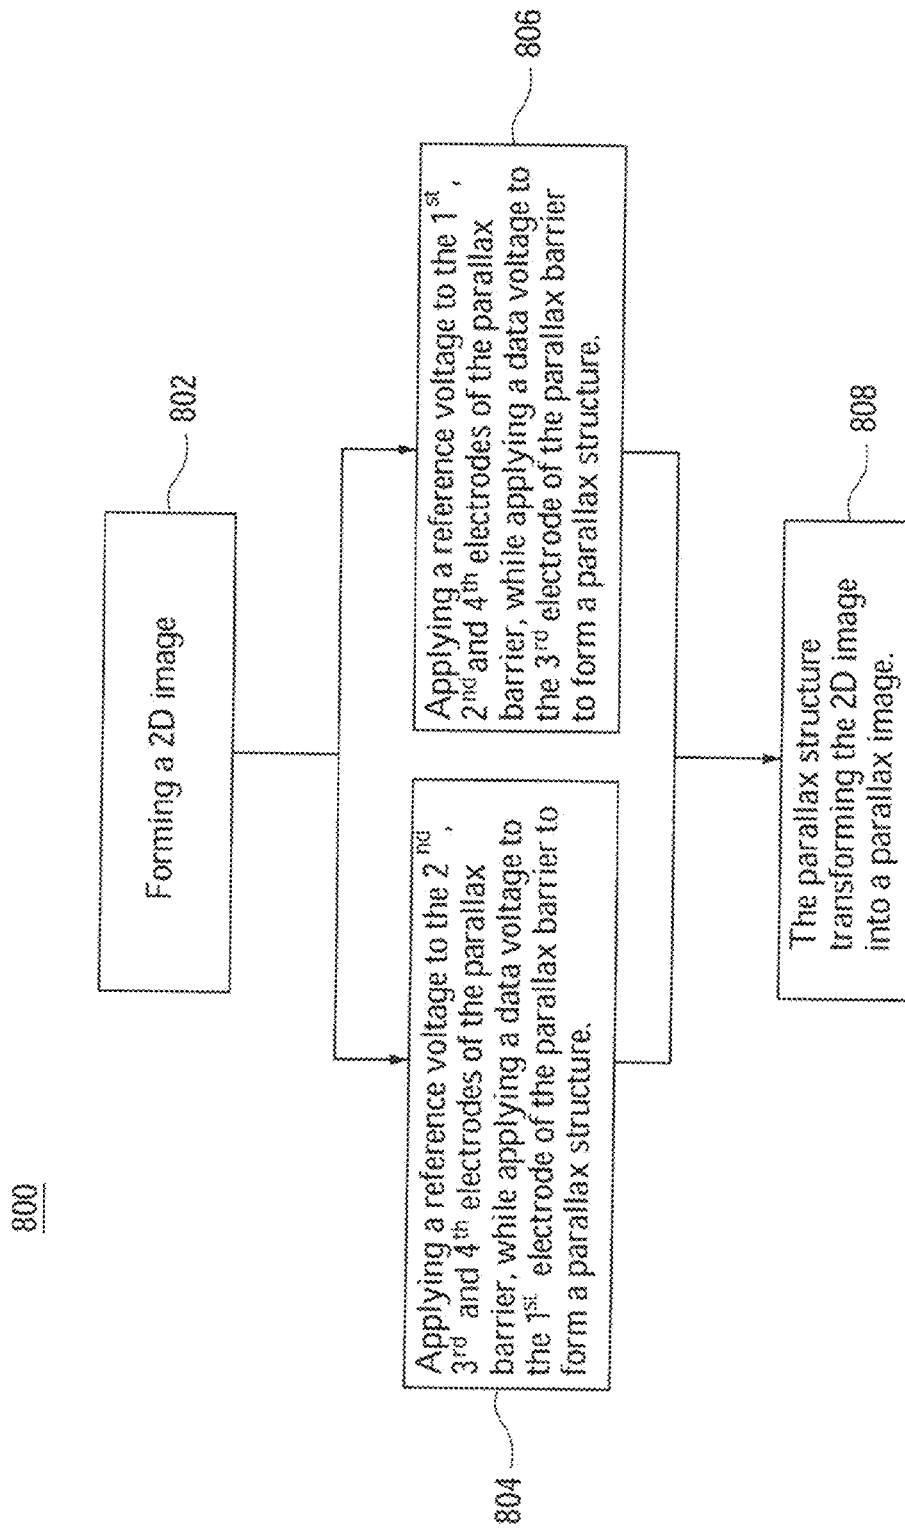 800
Forming a 2D image
802
Applying a reference voltage to the 2nd,
3rd and 4th electrodes of the parallax
barrier, while applying a data voltage to
the 1st electrode of the parallax barrier to
form a parallax structure.
804
Applying a reference voltage to the 1st,
2nd and 4th electrodes of the parallax
barrier, while applying a data voltage to
the 3rd electrode of the parallax barrier
to form a parallax structure.
806
The parallax structure
transforming the 2D image
into a parallax image.
808